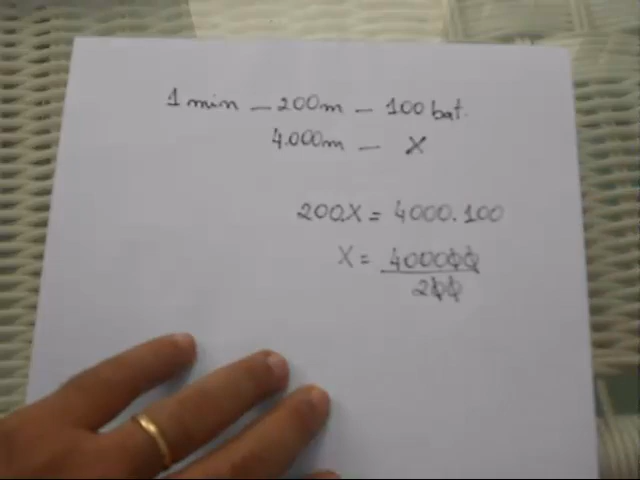 1 min – 200m – 100 bat.
4.000m – X
200X = 4000.100
X = 400000
200